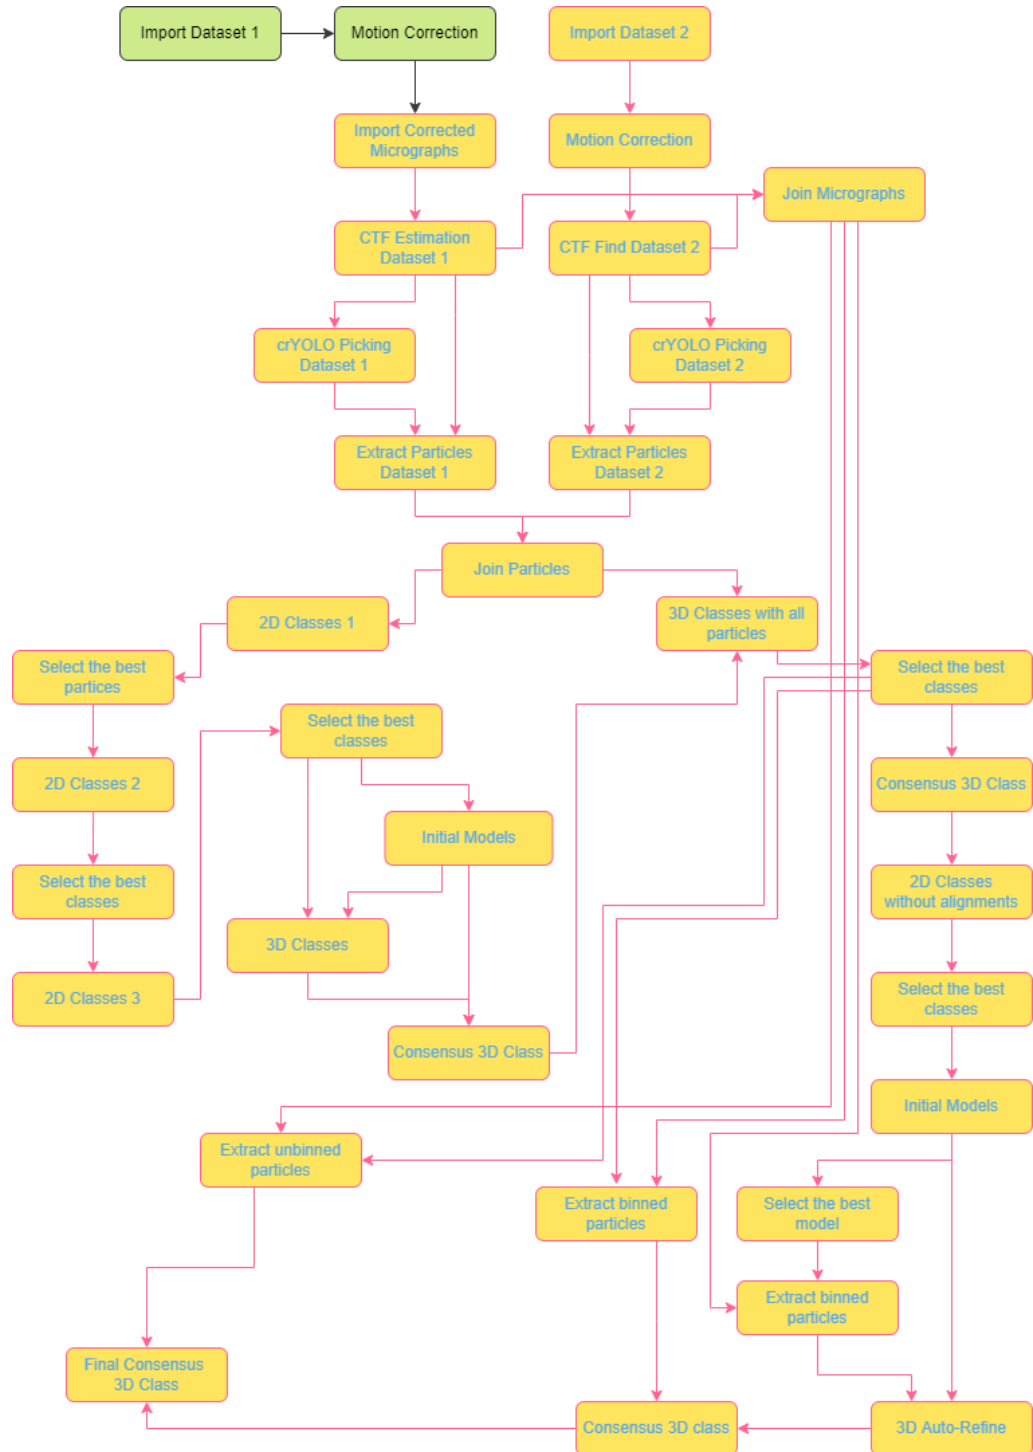 Import Dataset 1
Motion Correction
Import Dataset 2
Import Corrected
Micrographs
Motion Correction
Join Micrographs
CTF Estimation
Dataset 1
CTF Find Dataset 2
crYOLO Picking
Dataset 1
crYOLO Picking
Dataset 2
Extract Particles
Dataset 1
Extract Particles
Dataset 2
Join Particles
2D Classes 1
3D Classes with all
particles
Select the best
partices
Select the best
classes
Select the best
classes
2D Classes 2
Consensus 3D Class
Initial Models
Select the best
classes
2D Classes
without alignments
3D Classes
2D Classes 3
Select the best
classes
Consensus 3D Class
Initial Models
Extract unbinned
particles
Extract binned
particles
Select the best
model
Extract binned
particles
Final Consensus
3D Class
Consensus 3D class
3D Auto-Refine